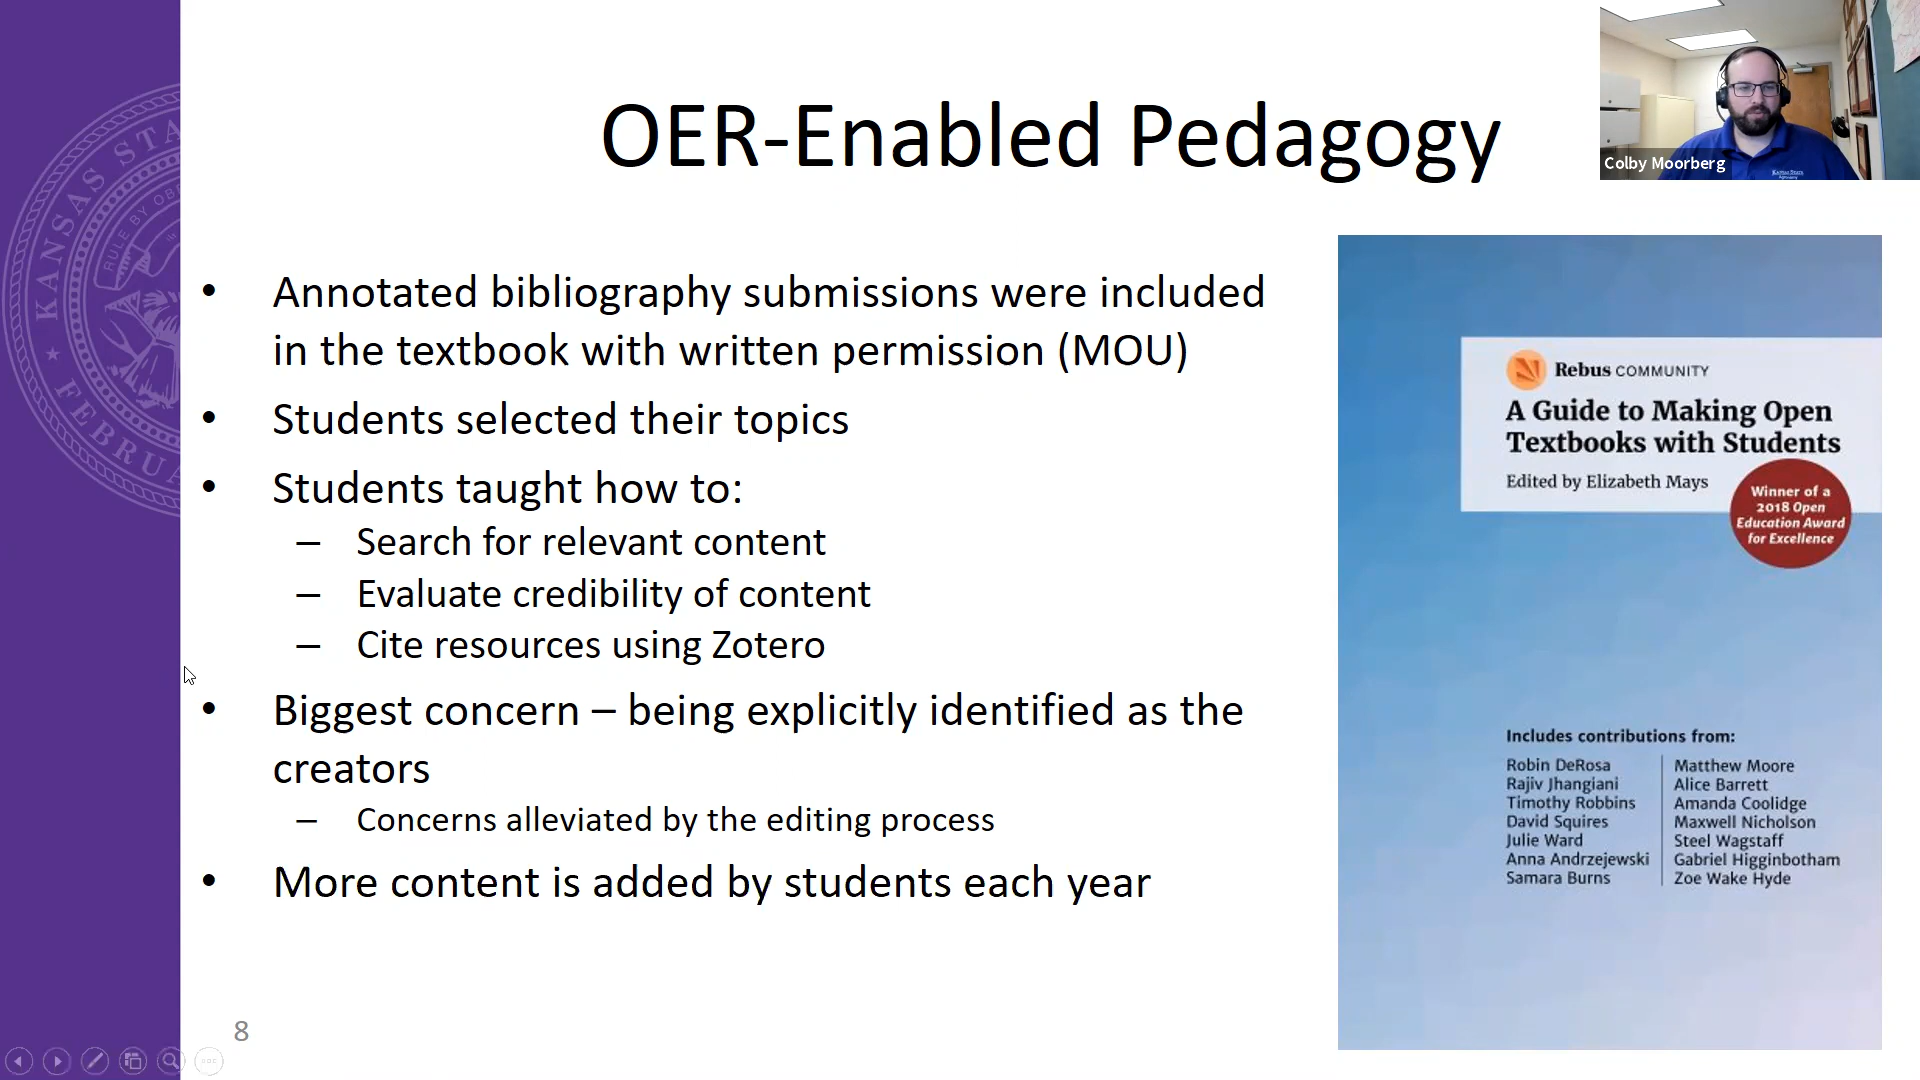 OER-Enabled Pedagogy
Colby Moorberg
KANSAS STA
RULE BY OB
FEBRUA
• Annotated bibliography submissions were included
in the textbook with written permission (MOU)
• Students selected their topics
• Students taught how to:
– Search for relevant content
– Evaluate credibility of content
– Cite resources using Zotero
• Biggest concern – being explicitly identified as the
creators
– Concerns alleviated by the editing process
• More content is added by students each year
8
Rebus COMMUNITY
A Guide to Making Open
Textbooks with Students
Edited by Elizabeth Mays
Winner of a
2018 Open
Education Award
for Excellence
Includes contributions from:
Robin DeRosa
Rajiv Jhangiani
Timothy Robbins
David Squires
Julie Ward
Anna Andrzejewski
Samara Burns
Matthew Moore
Alice Barrett
Amanda Coolidge
Maxwell Nicholson
Steel Wagstaff
Gabriel Higginbotham
Zoe Wake Hyde